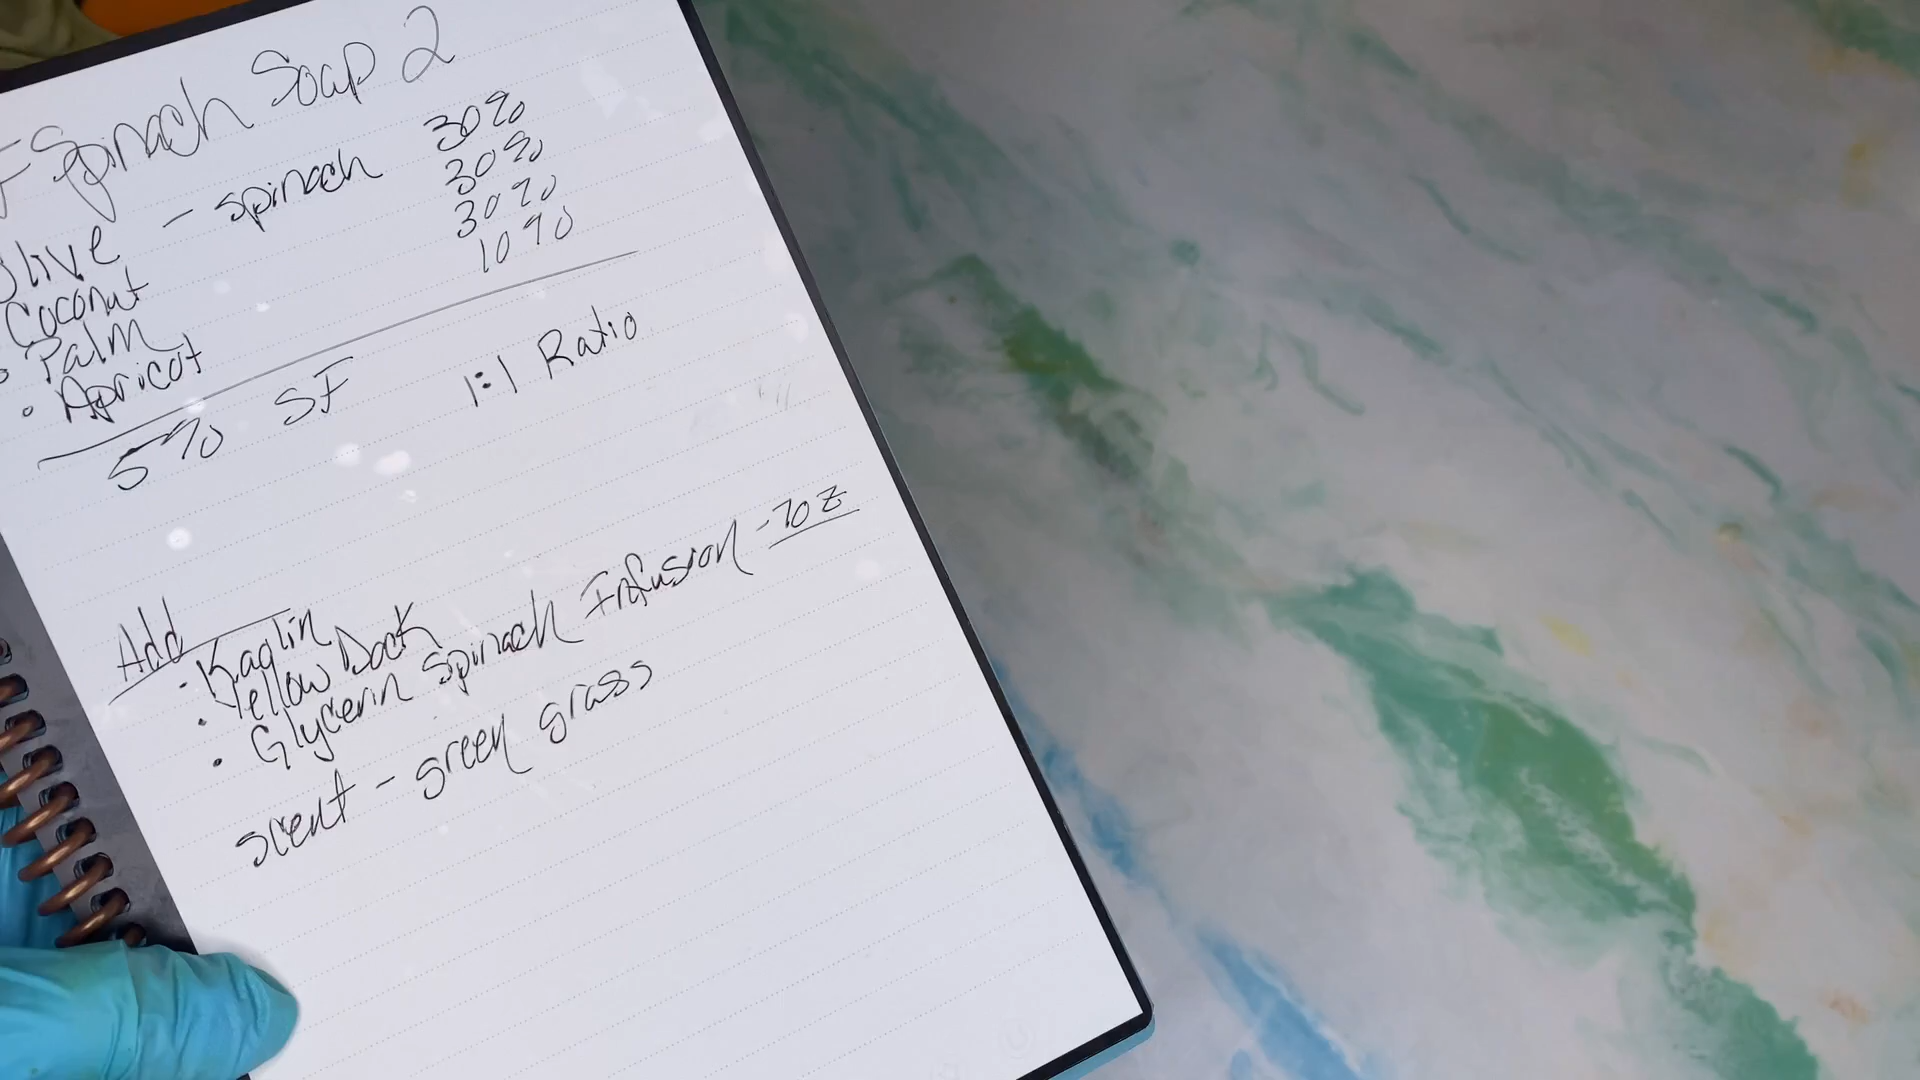 F Spinach Soap 2
Olive - spinach 30%
Coconut 30%
• Palm 30%
• Apricot 10%
5% SF 1:1 Ratio
Add
- Kaolin
• Yellow Dock
• Glycerin Spinach Infusion - 7oz
scent - green grass